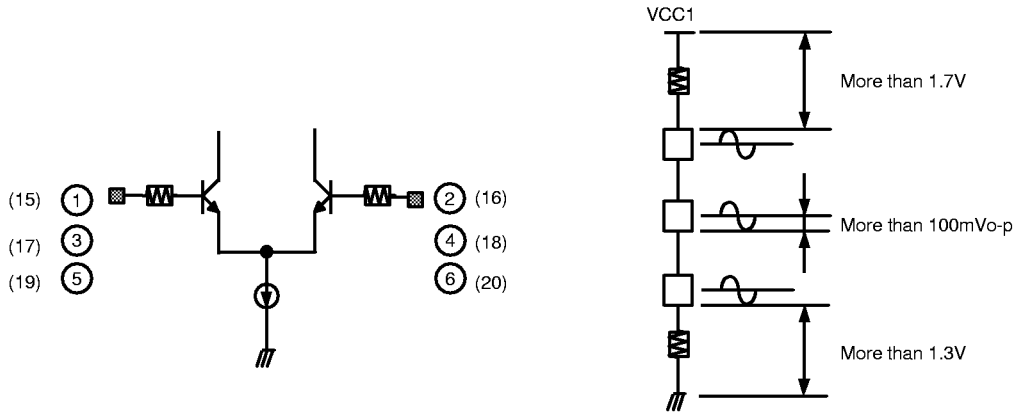 VCC1
More than 1.7V
(15) 1 2 (16)
(17) 3 4 (18)
(19) 5 6 (20)
More than 100mVo-p
More than 1.3V